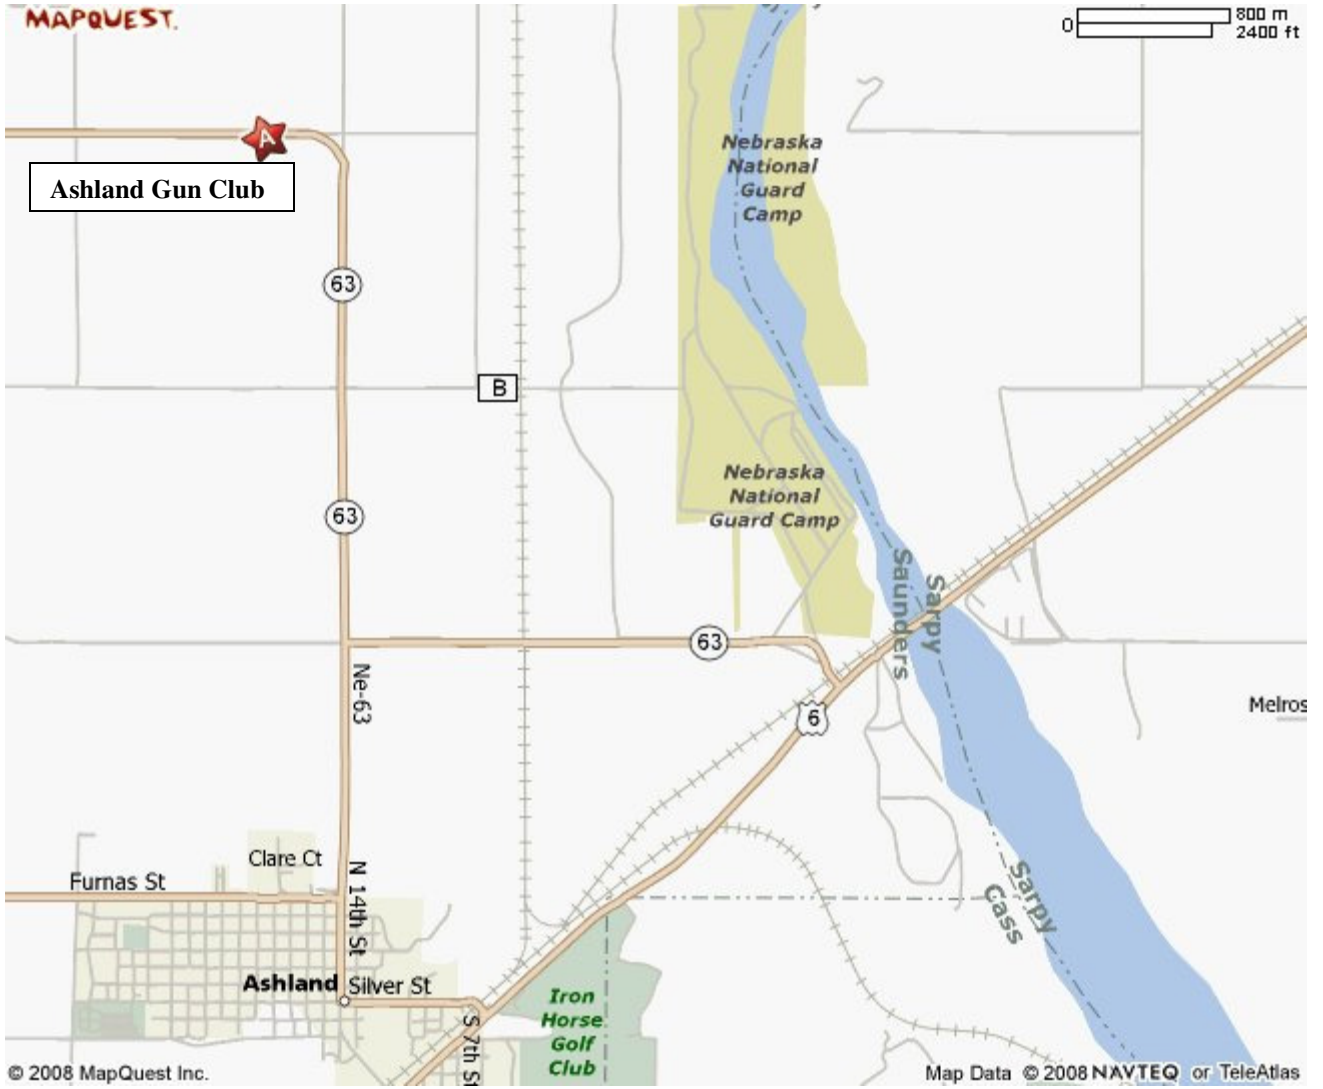 MAPQUEST.
0
800 m
2400 ft
A
Ashland Gun Club
Nebraska
National
Guard
Camp
63
B
Nebraska
National
Guard Camp
63
Saunders
Sarpy
63
Ne-63
6
Melros
Clare Ct
Furnas St
N 14th St
Sarpy
Cass
Ashland
Silver St
Iron
Horse
Golf
Club
S 7th St
© 2008 MapQuest Inc.
Map Data © 2008 NAVTEQ or TeleAtlas